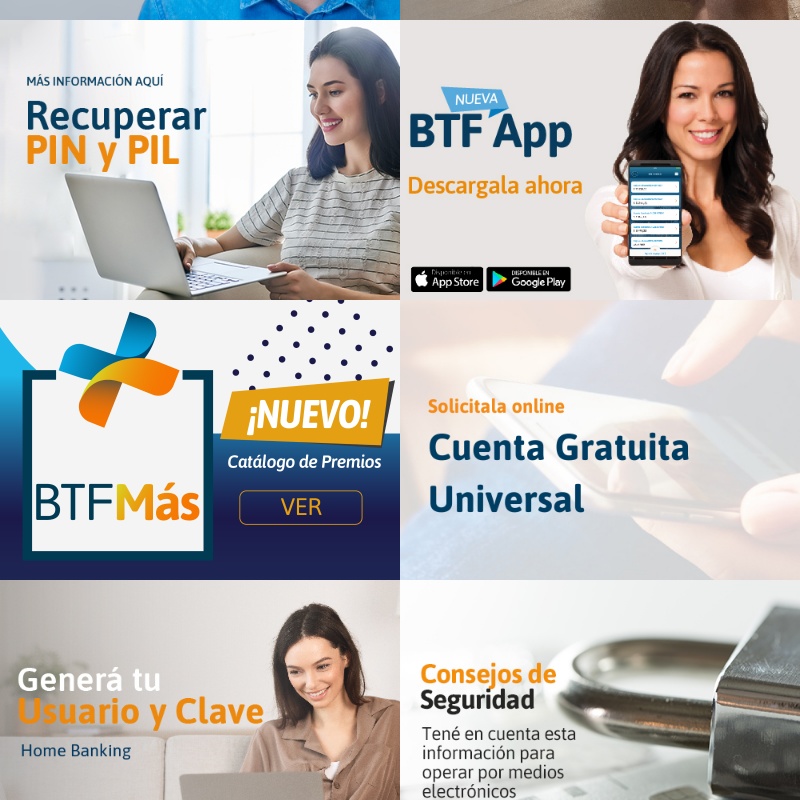 MÁS INFORMACIÓN AQUÍ
Recuperar
PIN y PIL
NUEVA
BTF App
Descargala ahora
Disponible en
App Store
DISPONIBLE EN
Google Play
¡NUEVO!
Catálogo de Premios
BTFMás
VER
Solicitala online
Cuenta Gratuita
Universal
Generá tu
Usuario y Clave
Home Banking
Consejos de
Seguridad
Tené en cuenta esta
información para
operar por medios
electrónicos